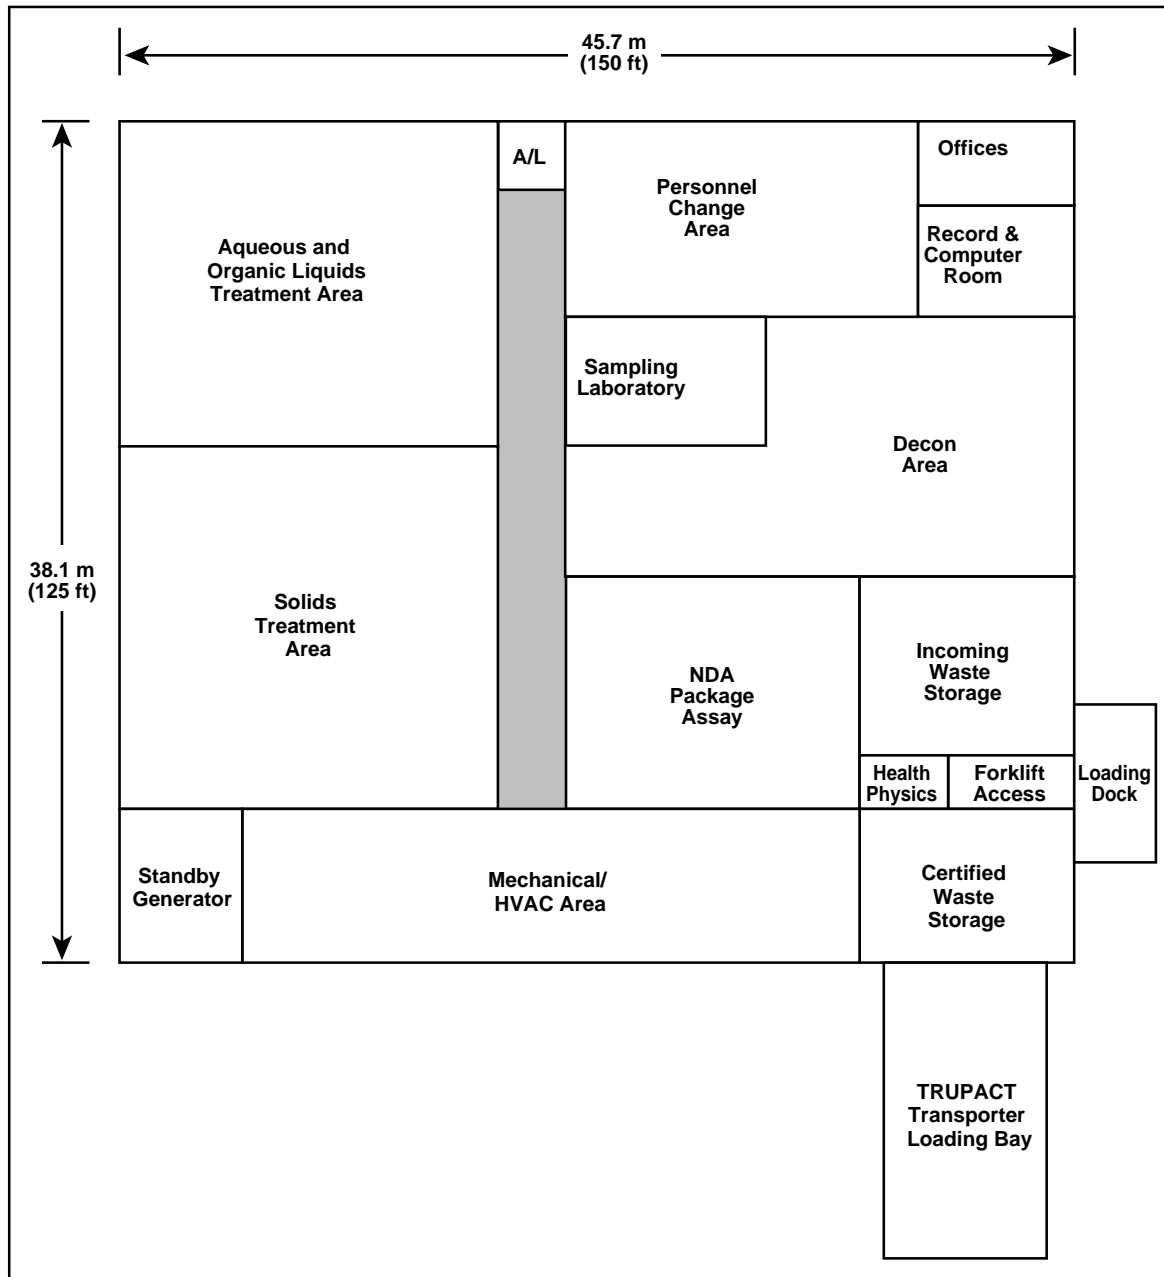 45.7 m
(150 ft)
A/L
Offices
Personnel
Change
Area
Record &
Computer
Room
Aqueous and
Organic Liquids
Treatment Area
Sampling
Laboratory
Decon
Area
38.1 m
(125 ft)
Solids
Treatment
Area
NDA
Package
Assay
Incoming
Waste
Storage
Health
Physics
Forklift
Access
Loading
Dock
Standby
Generator
Mechanical/
HVAC Area
Certified
Waste
Storage
TRUPACT
Transporter
Loading Bay